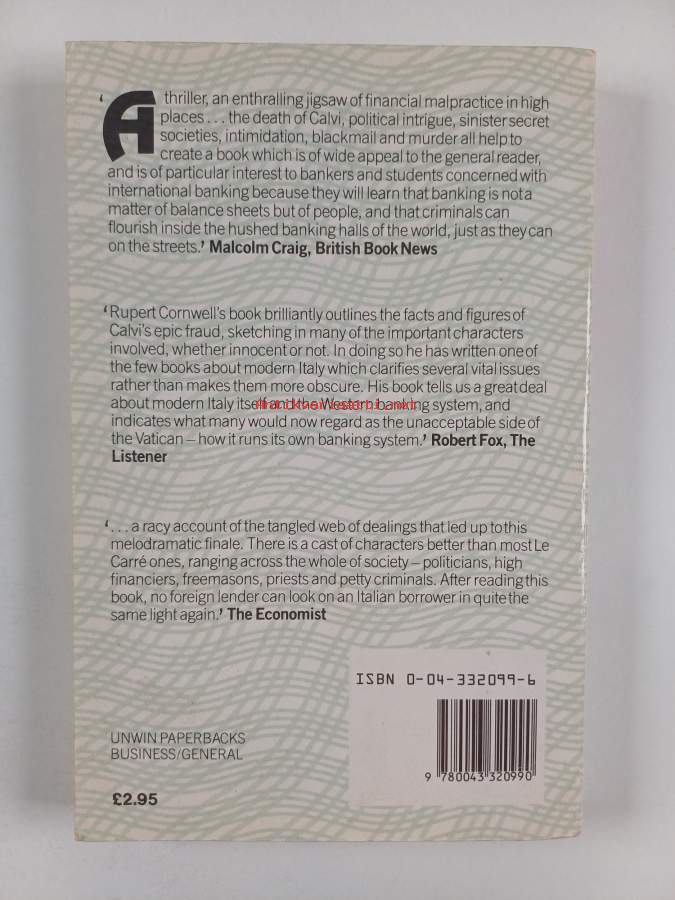 ‘A thriller, an enthralling jigsaw of financial malpractice in high
places . . . the death of Calvi, political intrigue, sinister secret
societies, intimidation, blackmail and murder all help to
create a book which is of wide appeal to the general reader,
and is of particular interest to bankers and students concerned with
international banking because they will learn that banking is not a
matter of balance sheets but of people, and that criminals can
flourish inside the hushed banking halls of the world, just as they can
on the streets.’ Malcolm Craig, British Book News
‘Rupert Cornwell's book brilliantly outlines the facts and figures of
Calvi's epic fraud, sketching in many of the important characters
involved, whether innocent or not. In doing so he has written one of
the few books about modern Italy which clarifies several vital issues
rather than makes them more obscure. His book tells us a great deal
about modern Italy itself and the Western banking system, and
indicates what many would now regard as the unacceptable side of
the Vatican – how it runs its own banking system.’ Robert Fox, The
Listener
‘. . . a racy account of the tangled web of dealings that led up to this
melodramatic finale. There is a cast of characters better than most Le
Carré ones, ranging across the whole of society – politicians, high
financiers, freemasons, priests and petty criminals. After reading this
book, no foreign lender can look on an Italian borrower in quite the
same light again.’ The Economist
ISBN 0-04-332099-6
9 780043 320990
UNWIN PAPERBACKS
BUSINESS/GENERAL
£2.95